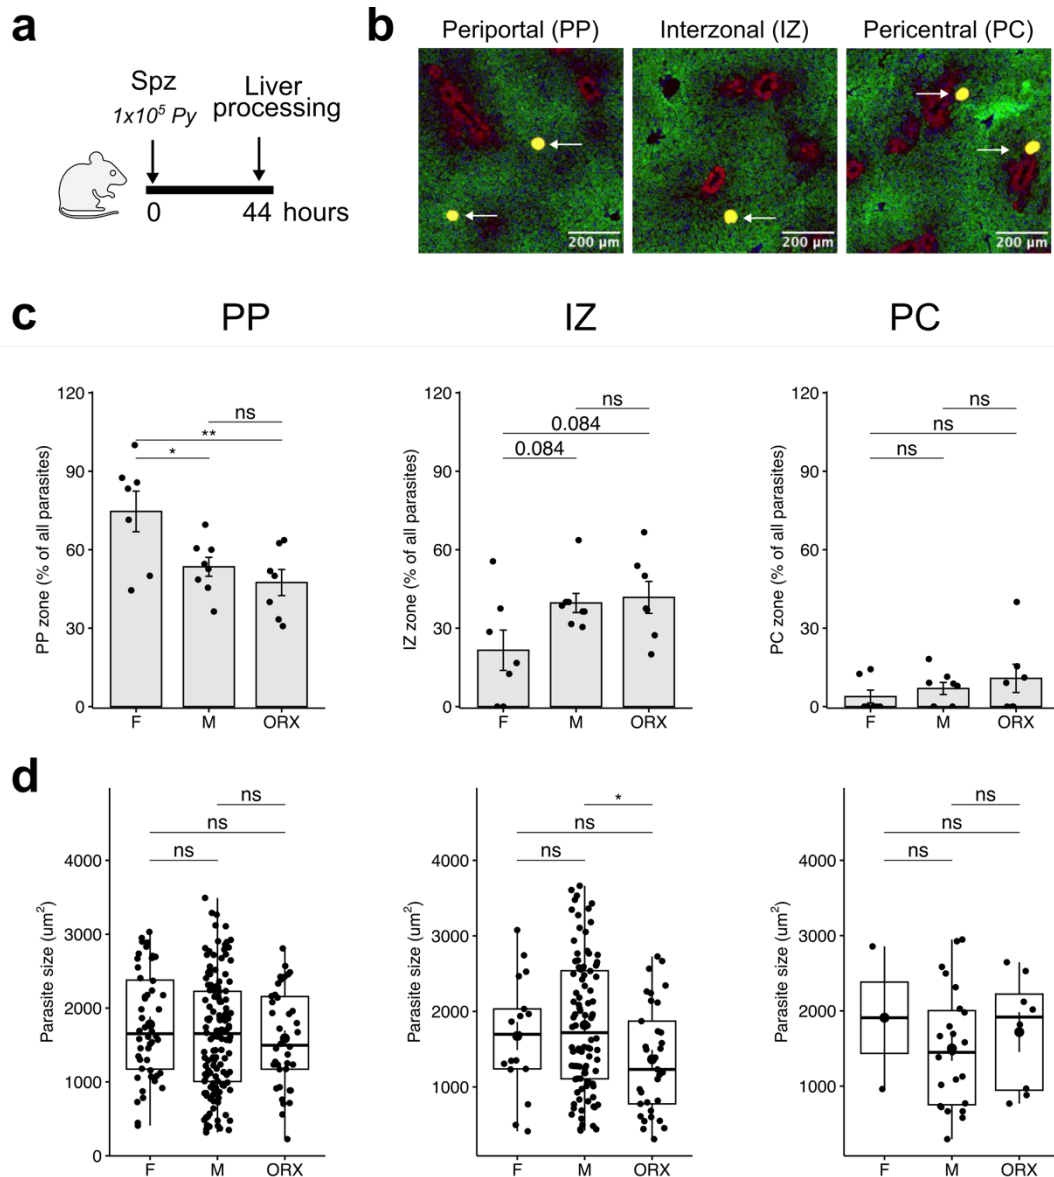 a
Spz
1x10⁵ Py
Liver
processing
0
44 hours
b
Periportal (PP)
Interzonal (IZ)
Pericentral (PC)
200 µm
200 µm
200 µm
c
PP
IZ
PC
PP zone (% of all parasites)
120
90
60
30
0
ns
**
*
F
M
ORX
IZ zone (% of all parasites)
120
90
60
30
0
ns
0.084
0.084
F
M
ORX
PC zone (% of all parasites)
120
90
60
30
0
ns
ns
ns
F
M
ORX
d
Parasite size (um²)
4000
3000
2000
1000
0
ns
ns
ns
F
M
ORX
Parasite size (um²)
4000
3000
2000
1000
*
ns
ns
F
M
ORX
Parasite size (um²)
4000
3000
2000
1000
ns
ns
ns
F
M
ORX